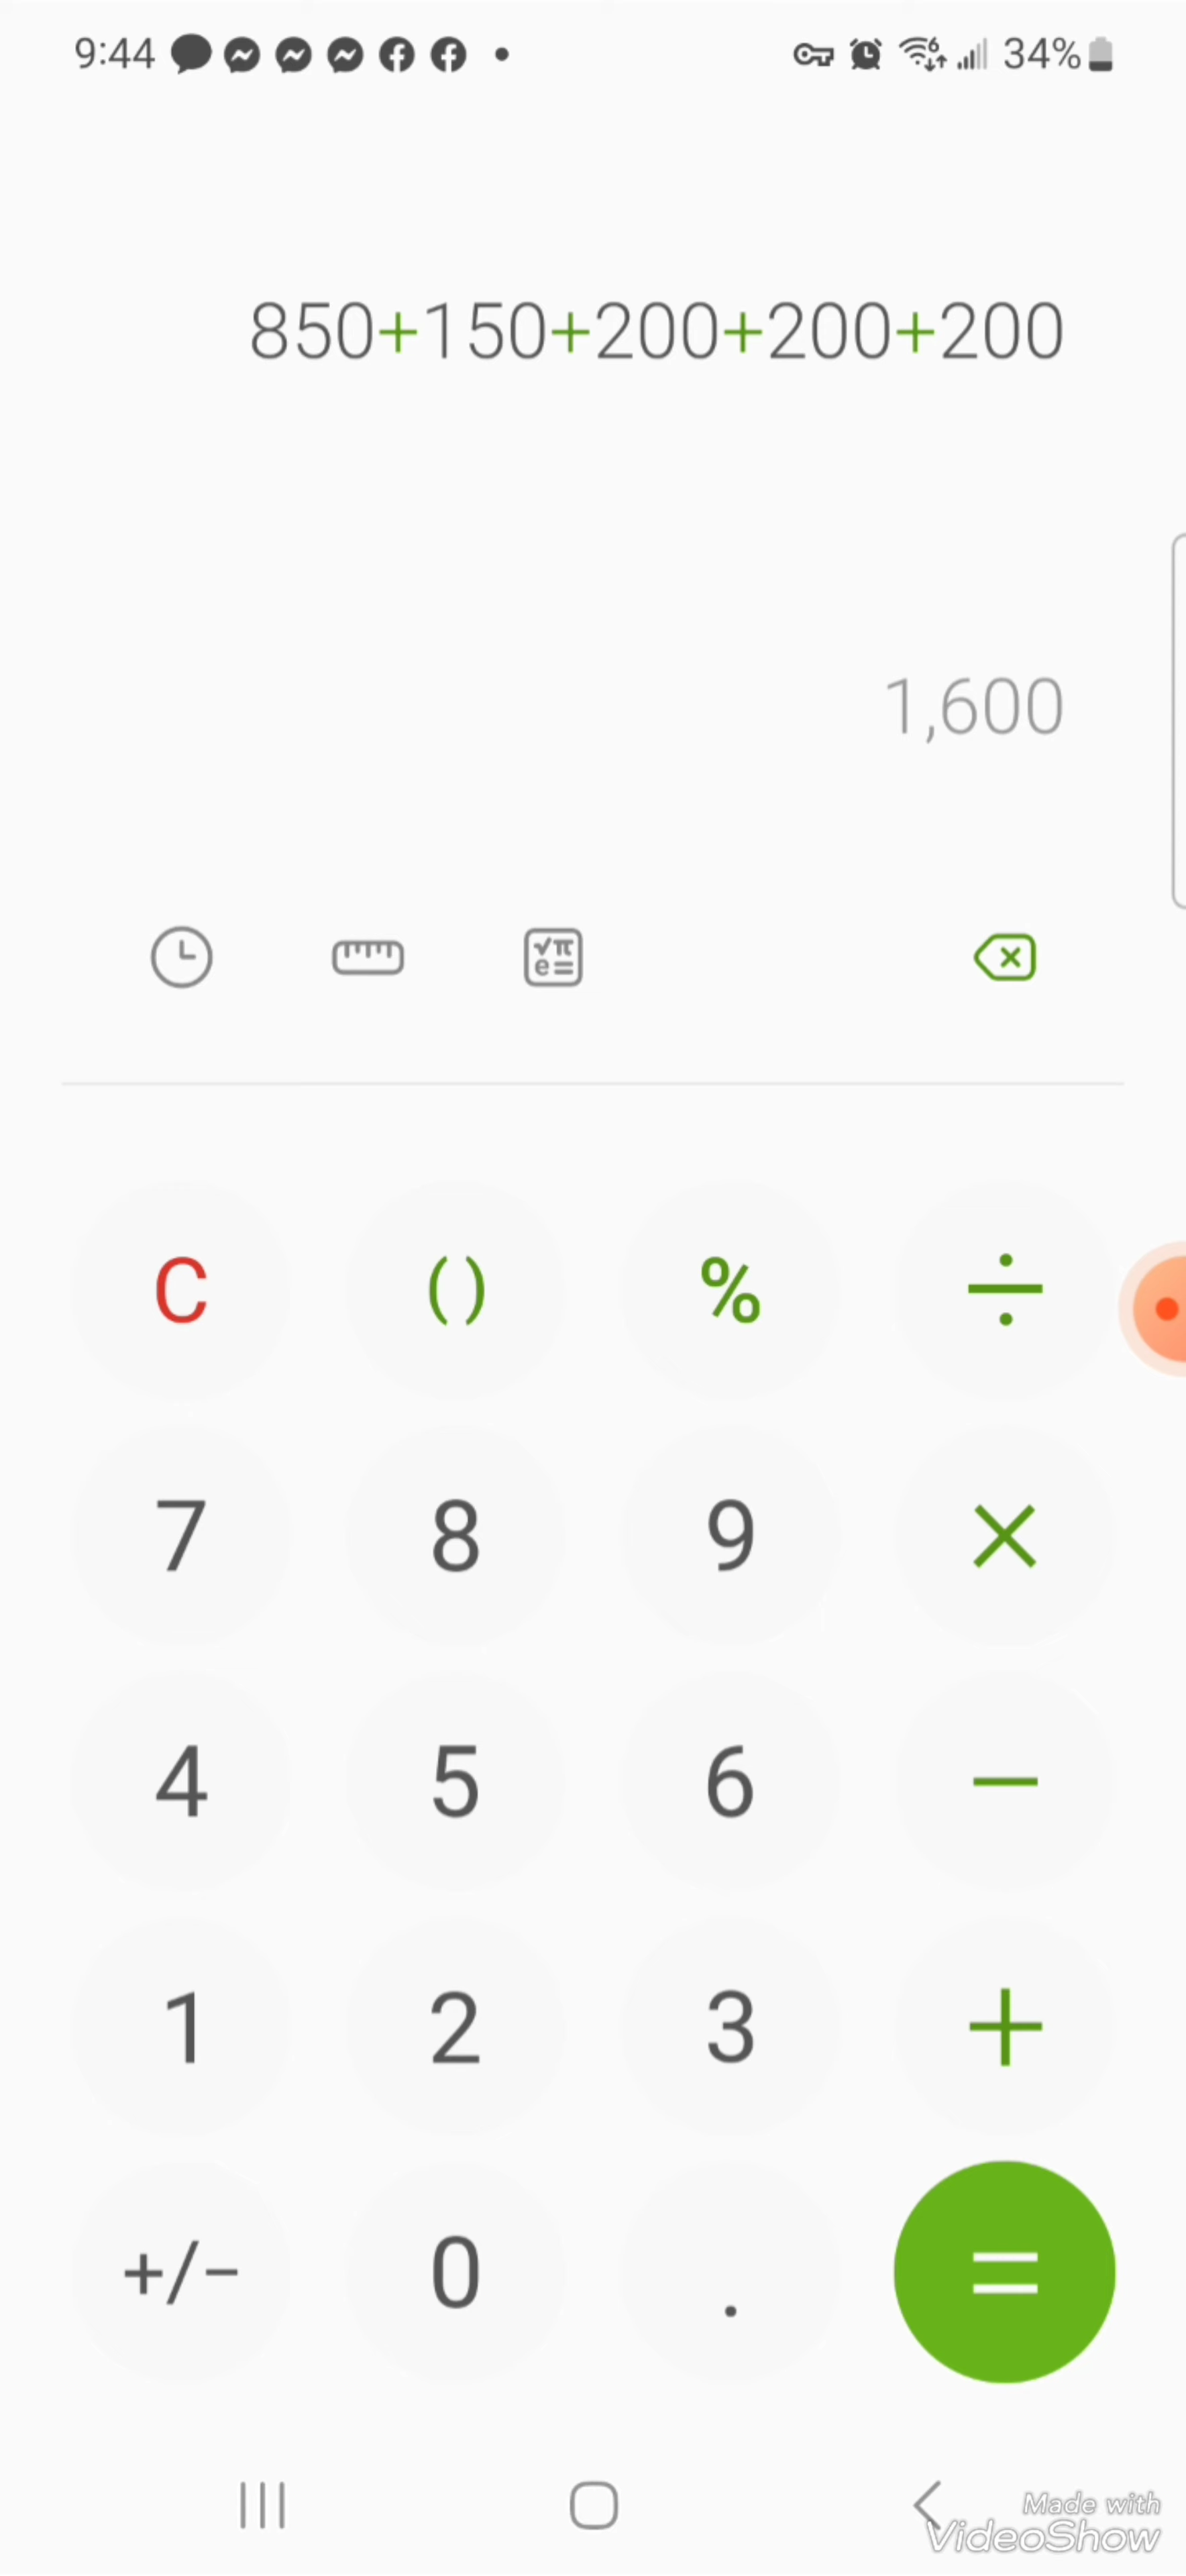 9:44 34%
850+150+200+200+200
1,600
C ( ) % ÷
7 8 9 ×
4 5 6 −
1 2 3 +
+/− 0 . =
Made with
VideoShow